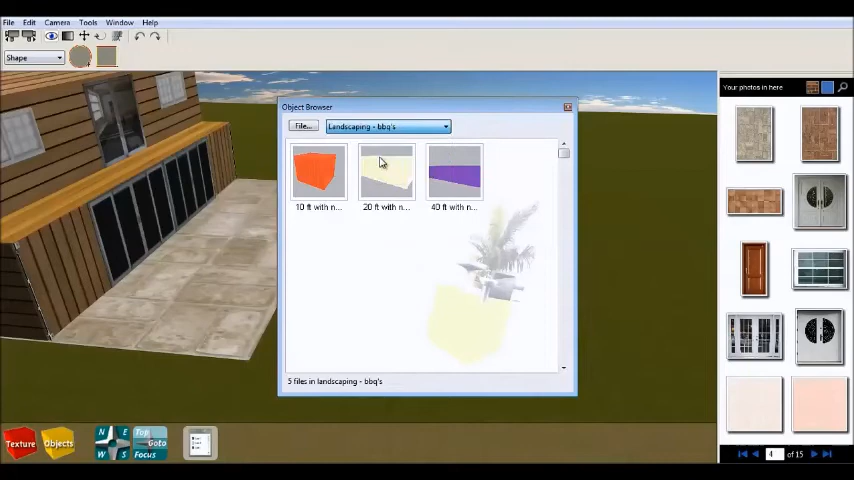 File Edit Camera Tools Window Help
Shape
Your photos in here
Object Browser
File... Landscaping - bbq's
10 ft with n... 20 ft with n... 40 ft with n...
5 files in landscaping - bbq's
Texture Objects N E W S Top Goto Focus
4 of 15